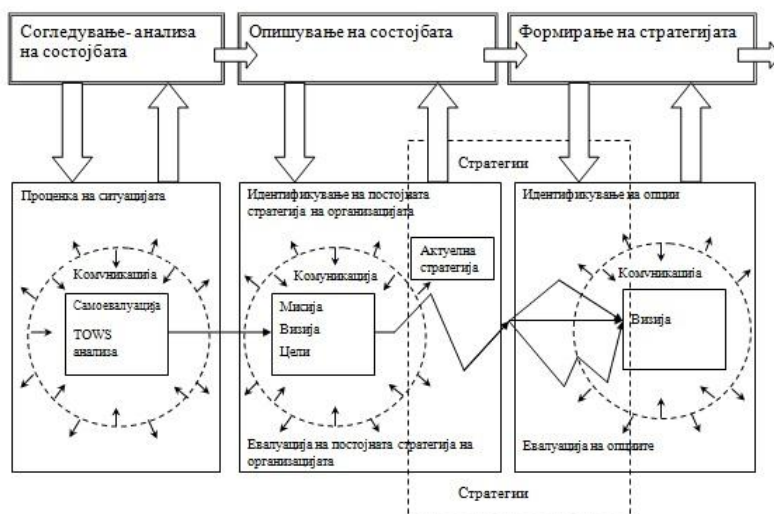 Согледување- анализа
на состојбата
Опишување на состојбата
Формирање на стратегијата
Стратегии
Проценка на ситуацијата
Комуникација
Самоевалуација
TOWS
анализа
Идентификување на постојната
стратегија на организацијата
Актуелна
стратегија
Комуникација
Мисија
Визија
Цели
Евалуација на постојната стратегија на
организацијата
Идентификување на опции
Комуникација
Визија
Евалуација на опциите
Стратегии